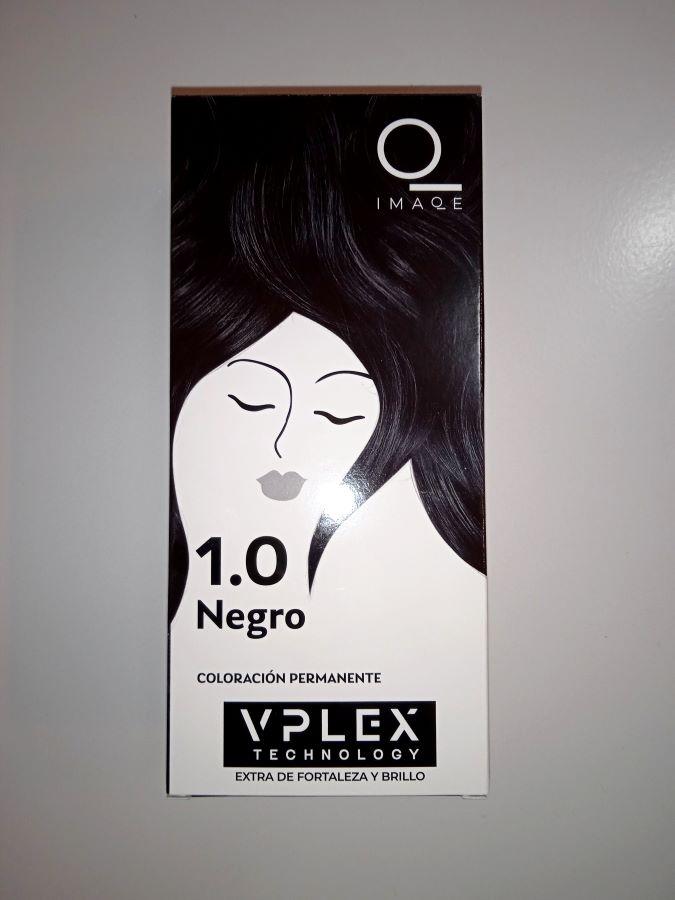 IMAQE
1.0
Negro
COLORACIÓN PERMANENTE
VPLEX
TECHNOLOGY
EXTRA DE FORTALEZA Y BRILLO